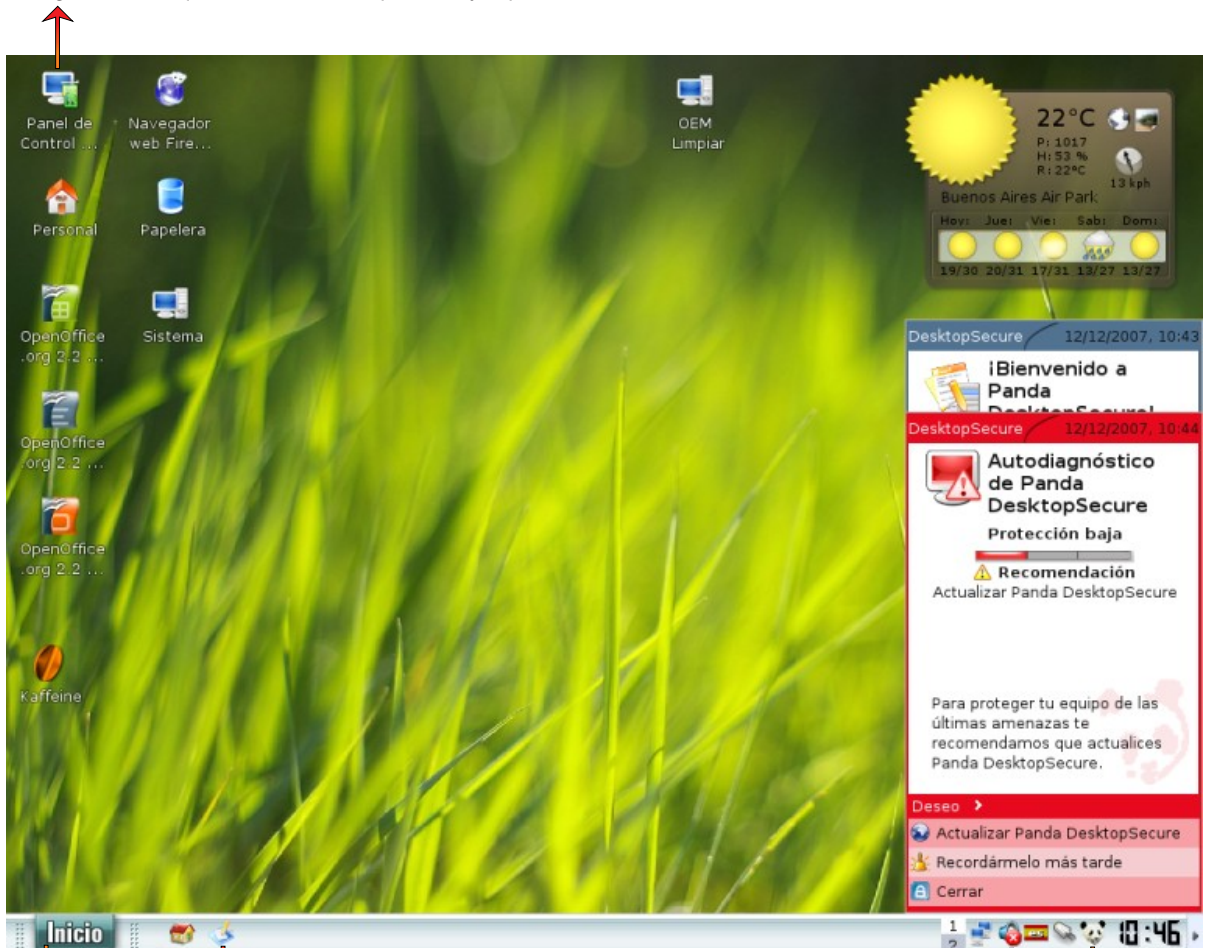 Panel de
Control ...
Navegador
web Fire...
OEM
Limpiar
Personal
Papelera
OpenOffice
.org 2.2 ...
Sistema
OpenOffice
.org 2.2 ...
OpenOffice
.org 2.2 ...
Kaffeine
22°C
P: 1017
H: 53 %
R: 22°C
13 kph
Buenos Aires Air Park
Hoy: Jue: Vie: Sab: Dom:
19/30 20/31 17/31 13/27 13/27
DesktopSecure 12/12/2007, 10:43
¡Bienvenido a
Panda
DesktopSecure!
DesktopSecure 12/12/2007, 10:44
Autodiagnóstico
de Panda
DesktopSecure
Protección baja
Recomendación
Actualizar Panda DesktopSecure
Para proteger tu equipo de las
últimas amenazas te
recomendamos que actualices
Panda DesktopSecure.
Deseo
Actualizar Panda DesktopSecure
Recordármelo más tarde
Cerrar
Inicio
1
2
10:46